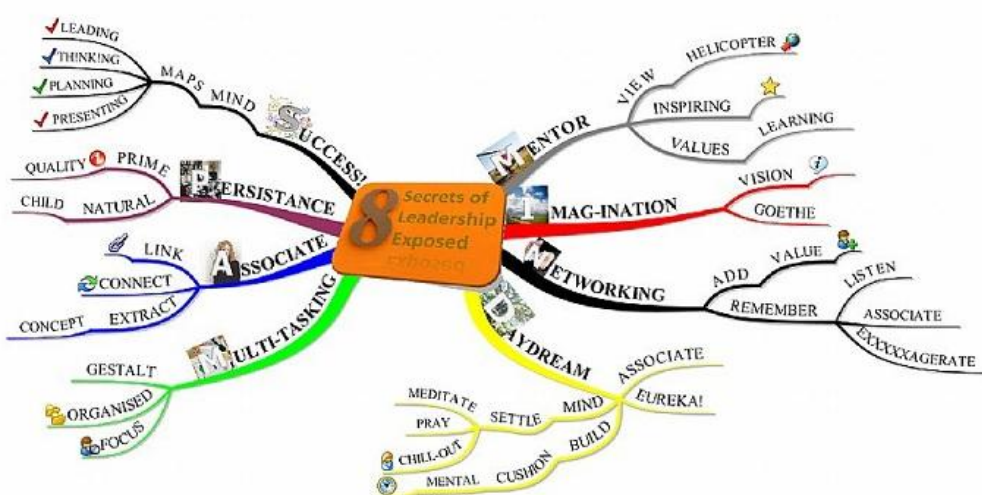 8 Secrets of
Leadership
Exposed
MENTOR
VIEW
HELICOPTER
INSPIRING
VALUES
LEARNING
IMAG-INATION
VISION
GOETHE
NETWORKING
ADD
VALUE
REMEMBER
LISTEN
ASSOCIATE
EXXXXXAGERATE
DAYDREAM
ASSOCIATE
EUREKA!
MIND
SETTLE
MEDITATE
PRAY
CHILL-OUT
BUILD
CUSHION
MENTAL
MULTI-TASKING
GESTALT
ORGANISED
FOCUS
ASSOCIATE
LINK
CONNECT
EXTRACT
CONCEPT
PERSISTANCE
PRIME
QUALITY
NATURAL
CHILD
SUCCESS!
MAPS MIND
LEADING
THINKING
PLANNING
PRESENTING